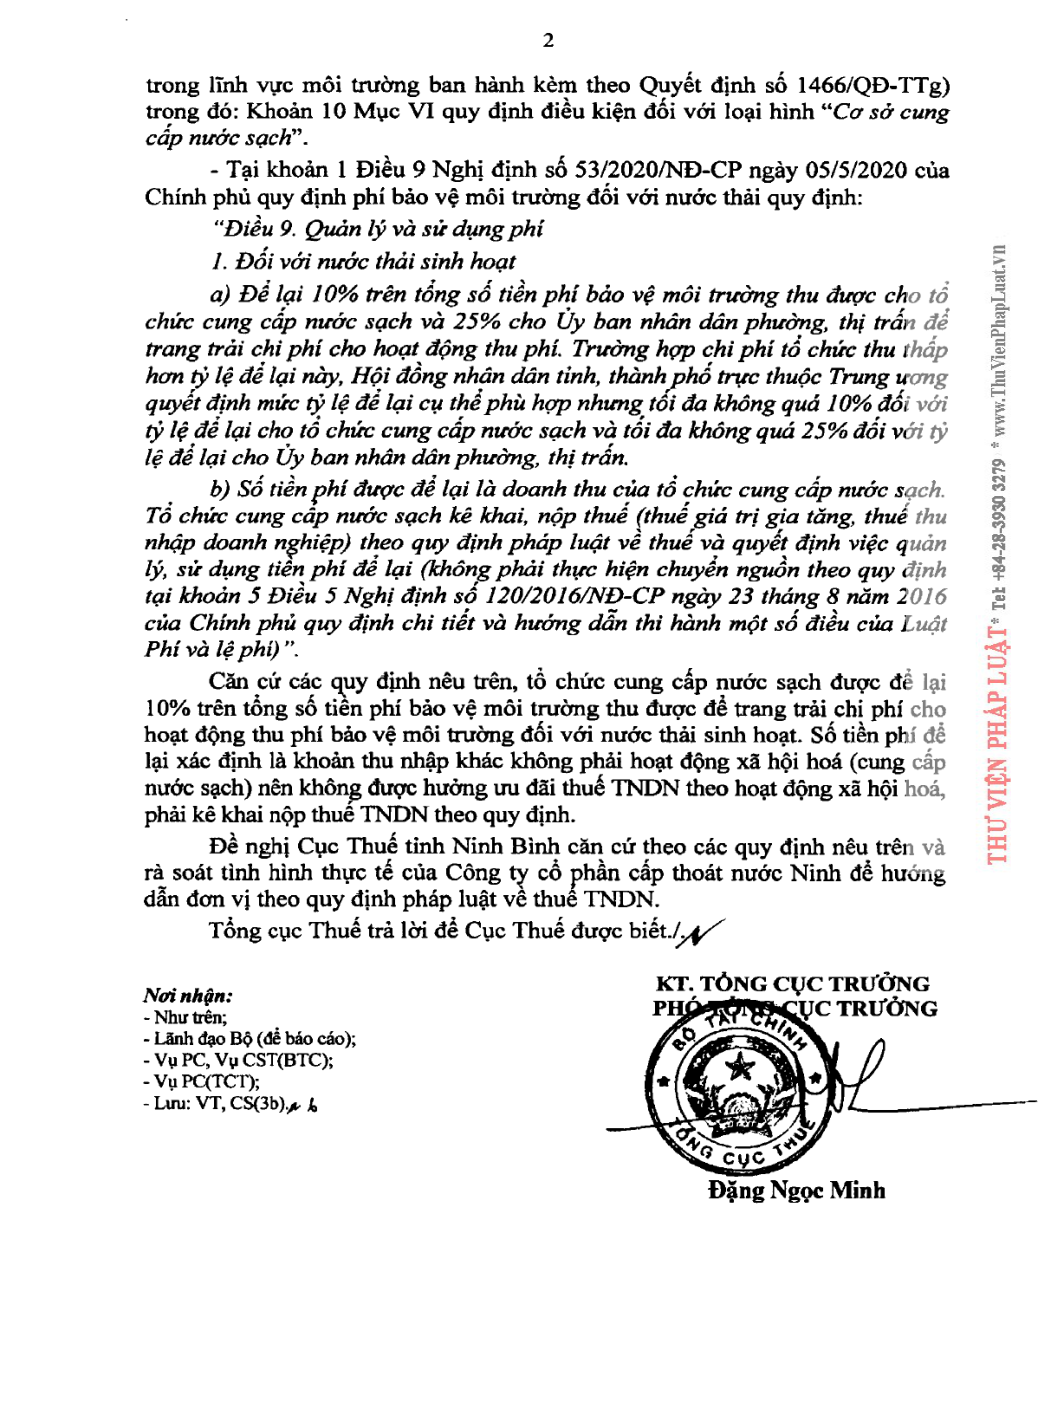 2
trong lĩnh vực môi trường ban hành kèm theo Quyết định số 1466/QĐ-TTg)
trong đó: Khoản 10 Mục VI quy định điều kiện đối với loại hình “Cơ sở cung
cấp nước sạch”.
- Tại khoản 1 Điều 9 Nghị định số 53/2020/NĐ-CP ngày 05/5/2020 của
Chính phủ quy định phí bảo vệ môi trường đối với nước thải quy định:
“Điều 9. Quản lý và sử dụng phí
1. Đối với nước thải sinh hoạt
a) Để lại 10% trên tổng số tiền phí bảo vệ môi trường thu được cho tổ
chức cung cấp nước sạch và 25% cho Ủy ban nhân dân phường, thị trấn để
trang trải chi phí cho hoạt động thu phí. Trường hợp chi phí tổ chức thu thấp
hơn tỷ lệ để lại này, Hội đồng nhân dân tỉnh, thành phố trực thuộc Trung ương
quyết định mức tỷ lệ để lại cụ thể phù hợp nhưng tối đa không quá 10% đối với
tỷ lệ để lại cho tổ chức cung cấp nước sạch và tối đa không quá 25% đối với tỷ
lệ để lại cho Ủy ban nhân dân phường, thị trấn.
b) Số tiền phí được để lại là doanh thu của tổ chức cung cấp nước sạch.
Tổ chức cung cấp nước sạch kê khai, nộp thuế (thuế giá trị gia tăng, thuế thu
nhập doanh nghiệp) theo quy định pháp luật về thuế và quyết định việc quản
lý, sử dụng tiền phí để lại (không phải thực hiện chuyển nguồn theo quy định
tại khoản 5 Điều 5 Nghị định số 120/2016/NĐ-CP ngày 23 tháng 8 năm 2016
của Chính phủ quy định chi tiết và hướng dẫn thi hành một số điều của Luật
Phí và lệ phí)”.
Căn cứ các quy định nêu trên, tổ chức cung cấp nước sạch được để lại
10% trên tổng số tiền phí bảo vệ môi trường thu được để trang trải chi phí cho
hoạt động thu phí bảo vệ môi trường đối với nước thải sinh hoạt. Số tiền phí để
lại xác định là khoản thu nhập khác không phải hoạt động xã hội hoá (cung cấp
nước sạch) nên không được hưởng ưu đãi thuế TNDN theo hoạt động xã hội hoá,
phải kê khai nộp thuế TNDN theo quy định.
Đề nghị Cục Thuế tỉnh Ninh Bình căn cứ theo các quy định nêu trên và
rà soát tình hình thực tế của Công ty cổ phần cấp thoát nước Ninh để hướng
dẫn đơn vị theo quy định pháp luật về thuế TNDN.
Tổng cục Thuế trả lời để Cục Thuế được biết./.
Nơi nhận:
- Như trên;
- Lãnh đạo Bộ (để báo cáo);
- Vụ PC, Vụ CST(BTC);
- Vụ PC(TCT);
- Lưu: VT, CS(3b).
KT. TỔNG CỤC TRƯỞNG
PHÓ TỔNG CỤC TRƯỞNG
BỘ TÀI CHÍNH
TỔNG CỤC THUẾ
Đặng Ngọc Minh
THƯ VIỆN PHÁP LUẬT * Tel: +84-28-3930 3279 * www.ThuVienPhapLuat.vn